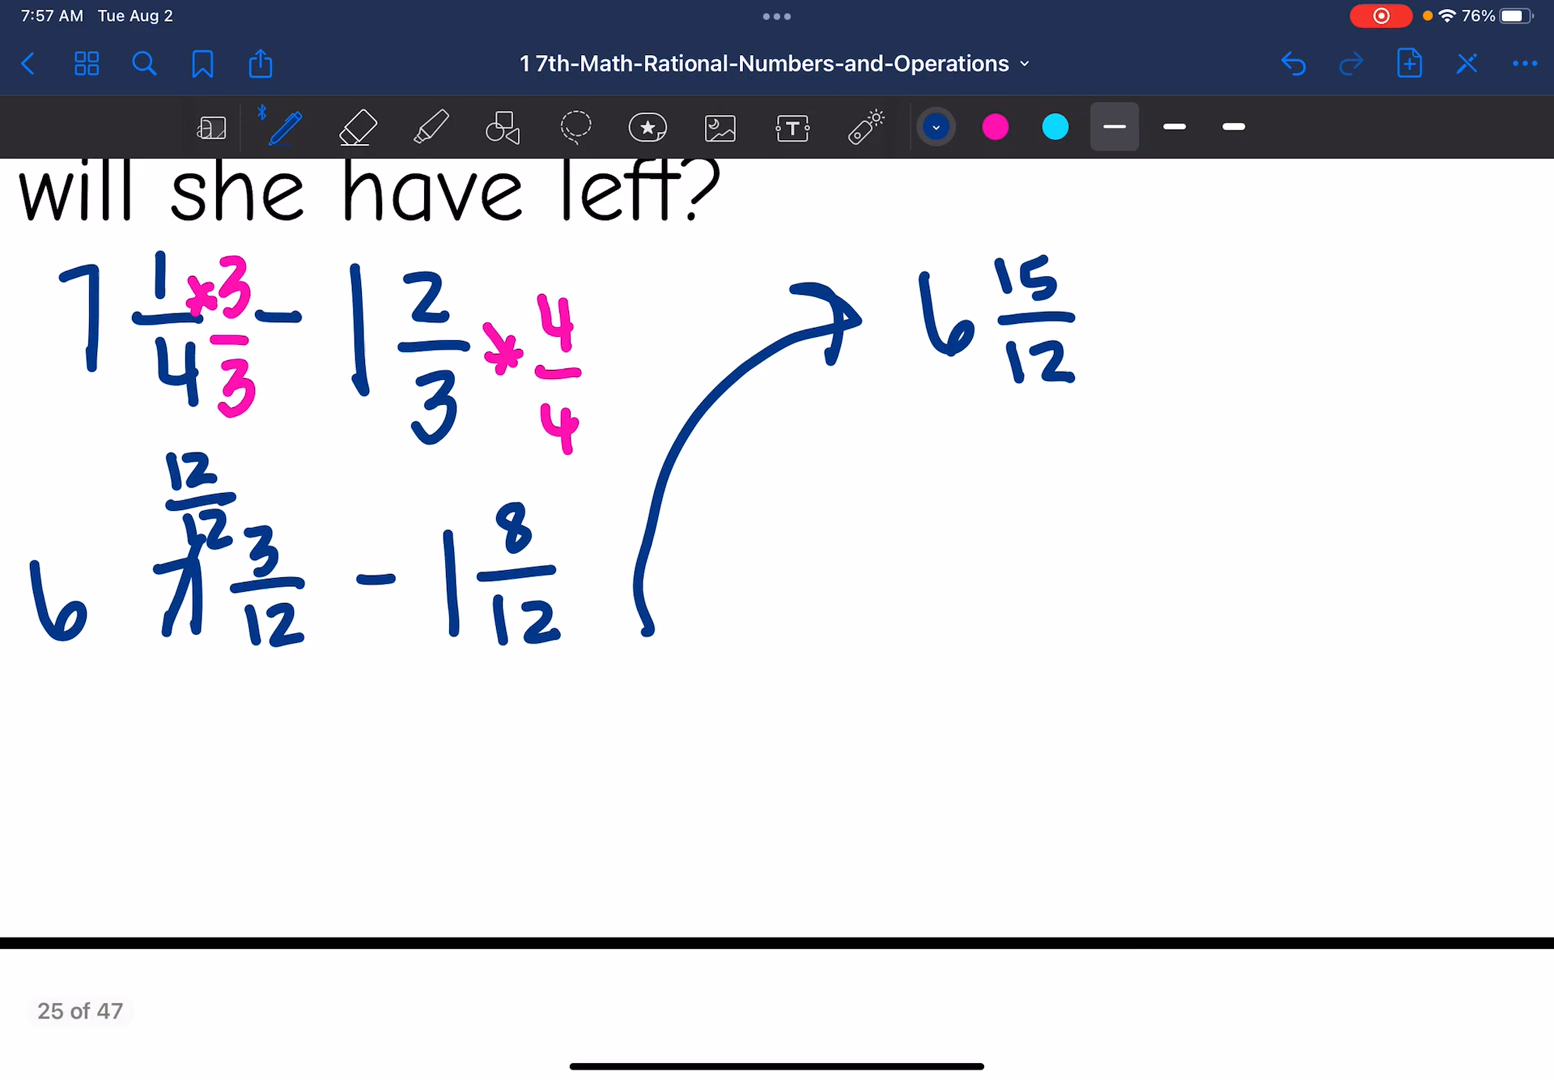 7:57 AM Tue Aug 2
76%
1 7th-Math-Rational-Numbers-and-Operations
T
will she have left?
7 1/4 * 3/3 - 1 2/3 * 4/4
6 15/12
12/12
6 7 3/12 - 1 8/12
25 of 47